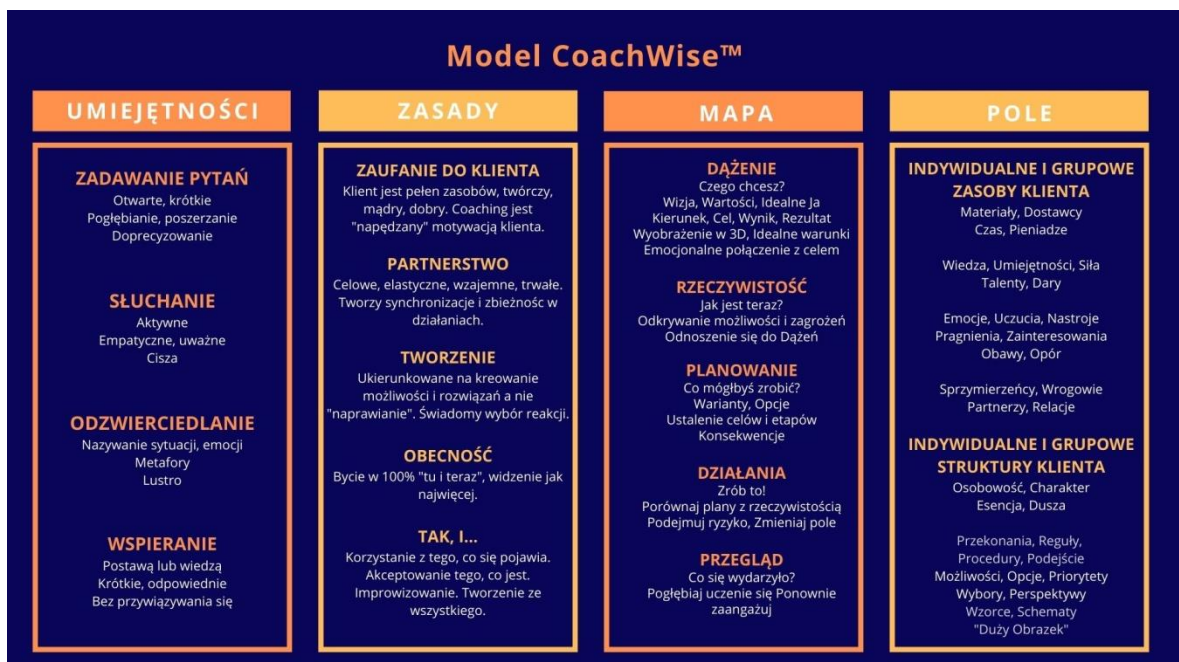 Model CoachWise™
UMIEJĘTNOŚCI
ZADAWANIE PYTAŃ
Otwarte, krótkie
Pogłębianie, poszerzanie
Doprecyzowanie
SŁUCHANIE
Aktywne
Empatyczne, uważne
Cisza
ODZWIERCIEDLANIE
Nazywanie sytuacji, emocji
Metafory
Lustro
WSPIERANIE
Postawą lub wiedzą
Krótkie, odpowiednie
Bez przywiązywania się
ZASADY
ZAUFANIE DO KLIENTA
Klient jest pełen zasobów, twórczy,
mądry, dobry. Coaching jest
"napędzany" motywacją klienta.
PARTNERSTWO
Celowe, elastyczne, wzajemne, trwałe.
Tworzy synchronizacje i zbieżnośc w
działaniach.
TWORZENIE
Ukierunkowane na kreowanie
możliwości i rozwiązań a nie
"naprawianie". Świadomy wybór reakcji.
OBECNOŚĆ
Bycie w 100% "tu i teraz", widzenie jak
najwięcej.
TAK, I...
Korzystanie z tego, co się pojawia.
Akceptowanie tego, co jest.
Improwizowanie. Tworzenie ze
wszystkiego.
MAPA
DĄŻENIE
Czego chcesz?
Wizja, Wartości, Idealne Ja
Kierunek, Cel, Wynik, Rezultat
Wyobrażenie w 3D, Idealne warunki
Emocjonalne połączenie z celem
RZECZYWISTOŚĆ
Jak jest teraz?
Odkrywanie możliwości i zagrożeń
Odnoszenie się do Dążeń
PLANOWANIE
Co mógłbyś zrobić?
Warianty, Opcje
Ustalenie celów i etapów
Konsekwencje
DZIAŁANIA
Zrób to!
Porównaj plany z rzeczywistością
Podejmuj ryzyko, Zmieniaj pole
PRZEGLĄD
Co się wydarzyło?
Pogłębiaj uczenie się Ponownie
zaangażuj
POLE
INDYWIDUALNE I GRUPOWE
ZASOBY KLIENTA
Materiały, Dostawcy
Czas, Pieniadze
Wiedza, Umiejętności, Siła
Talenty, Dary
Emocje, Uczucia, Nastroje
Pragnienia, Zainteresowania
Obawy, Opór
Sprzymierzeńcy, Wrogowie
Partnerzy, Relacje
INDYWIDUALNE I GRUPOWE
STRUKTURY KLIENTA
Osobowość, Charakter
Esencja, Dusza
Przekonania, Reguły,
Procedury, Podejście
Możliwości, Opcje, Priorytety
Wybory, Perspektywy
Wzorce, Schematy
"Duży Obrazek"